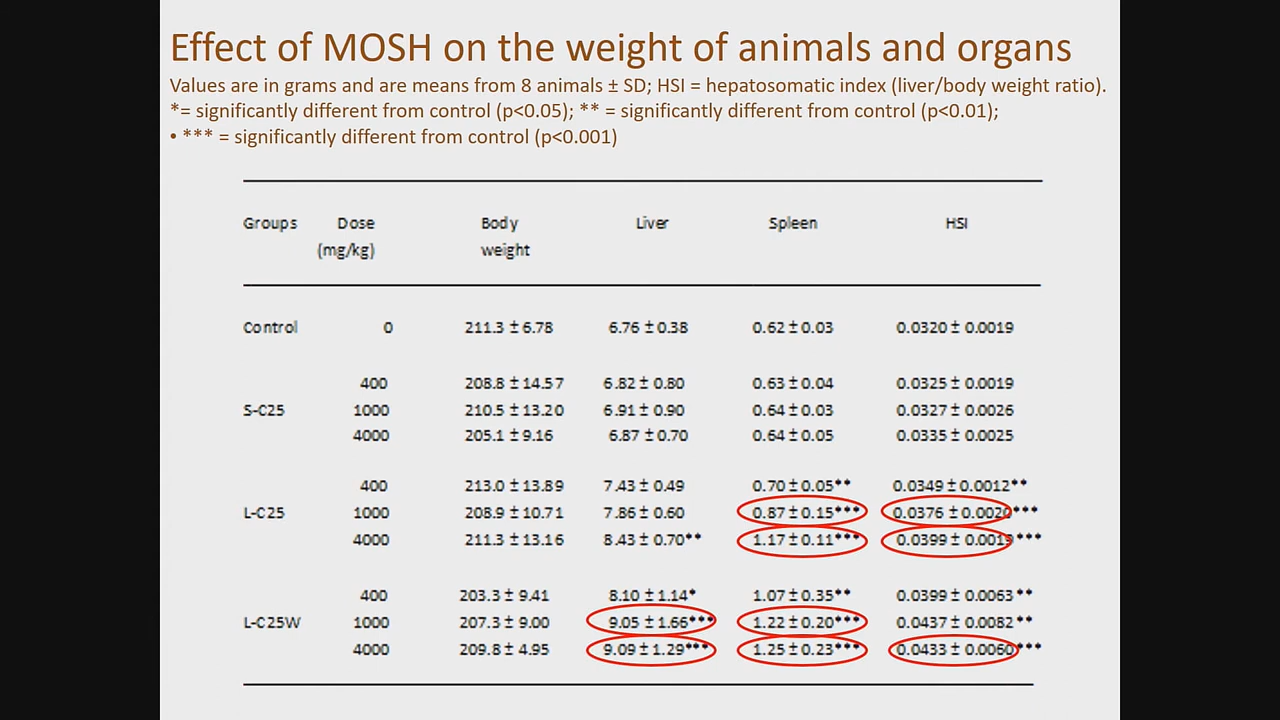 Effect of MOSH on the weight of animals and organs
Values are in grams and are means from 8 animals ± SD; HSI = hepatosomatic index (liver/body weight ratio).
*= significantly different from control (p<0.05); ** = significantly different from control (p<0.01);
• *** = significantly different from control (p<0.001)
Groups Dose Body Liver Spleen HSI
(mg/kg) weight
Control 0 211.3 ± 6.78 6.76 ± 0.38 0.62 ± 0.03 0.0320 ± 0.0019
400 208.8 ± 14.57 6.82 ± 0.80 0.63 ± 0.04 0.0325 ± 0.0019
S-C25 1000 210.5 ± 13.20 6.91 ± 0.90 0.64 ± 0.03 0.0327 ± 0.0026
4000 205.1 ± 9.16 6.87 ± 0.70 0.64 ± 0.05 0.0335 ± 0.0025
400 213.0 ± 13.89 7.43 ± 0.49 0.70 ± 0.05** 0.0349 ± 0.0012**
L-C25 1000 208.9 ± 10.71 7.86 ± 0.60 0.87 ± 0.15*** 0.0376 ± 0.0020***
4000 211.3 ± 13.16 8.43 ± 0.70** 1.17 ± 0.11*** 0.0399 ± 0.0019***
400 203.3 ± 9.41 8.10 ± 1.14* 1.07 ± 0.35** 0.0399 ± 0.0063**
L-C25W 1000 207.3 ± 9.00 9.05 ± 1.66*** 1.22 ± 0.20*** 0.0437 ± 0.0082**
4000 209.8 ± 4.95 9.09 ± 1.29*** 1.25 ± 0.23*** 0.0433 ± 0.0060***